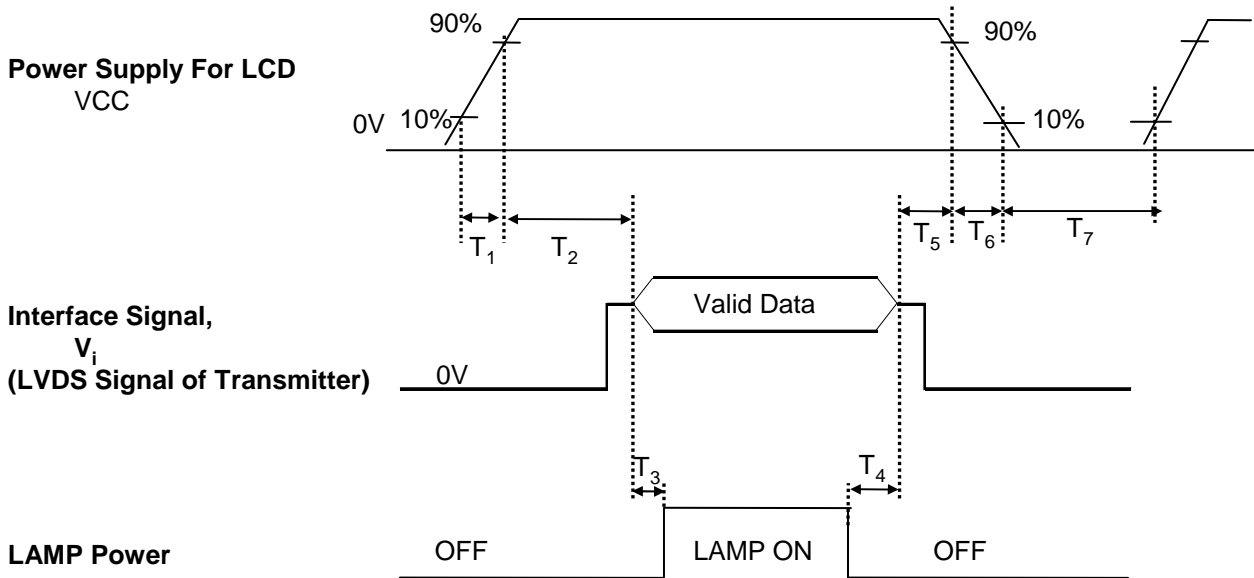 90%
90%
Power Supply For LCD
VCC
0V 10%
10%
T1
T2
T5
T6
T7
Valid Data
Interface Signal,
Vi
(LVDS Signal of Transmitter)
0V
T3
T4
LAMP Power
OFF
LAMP ON
OFF